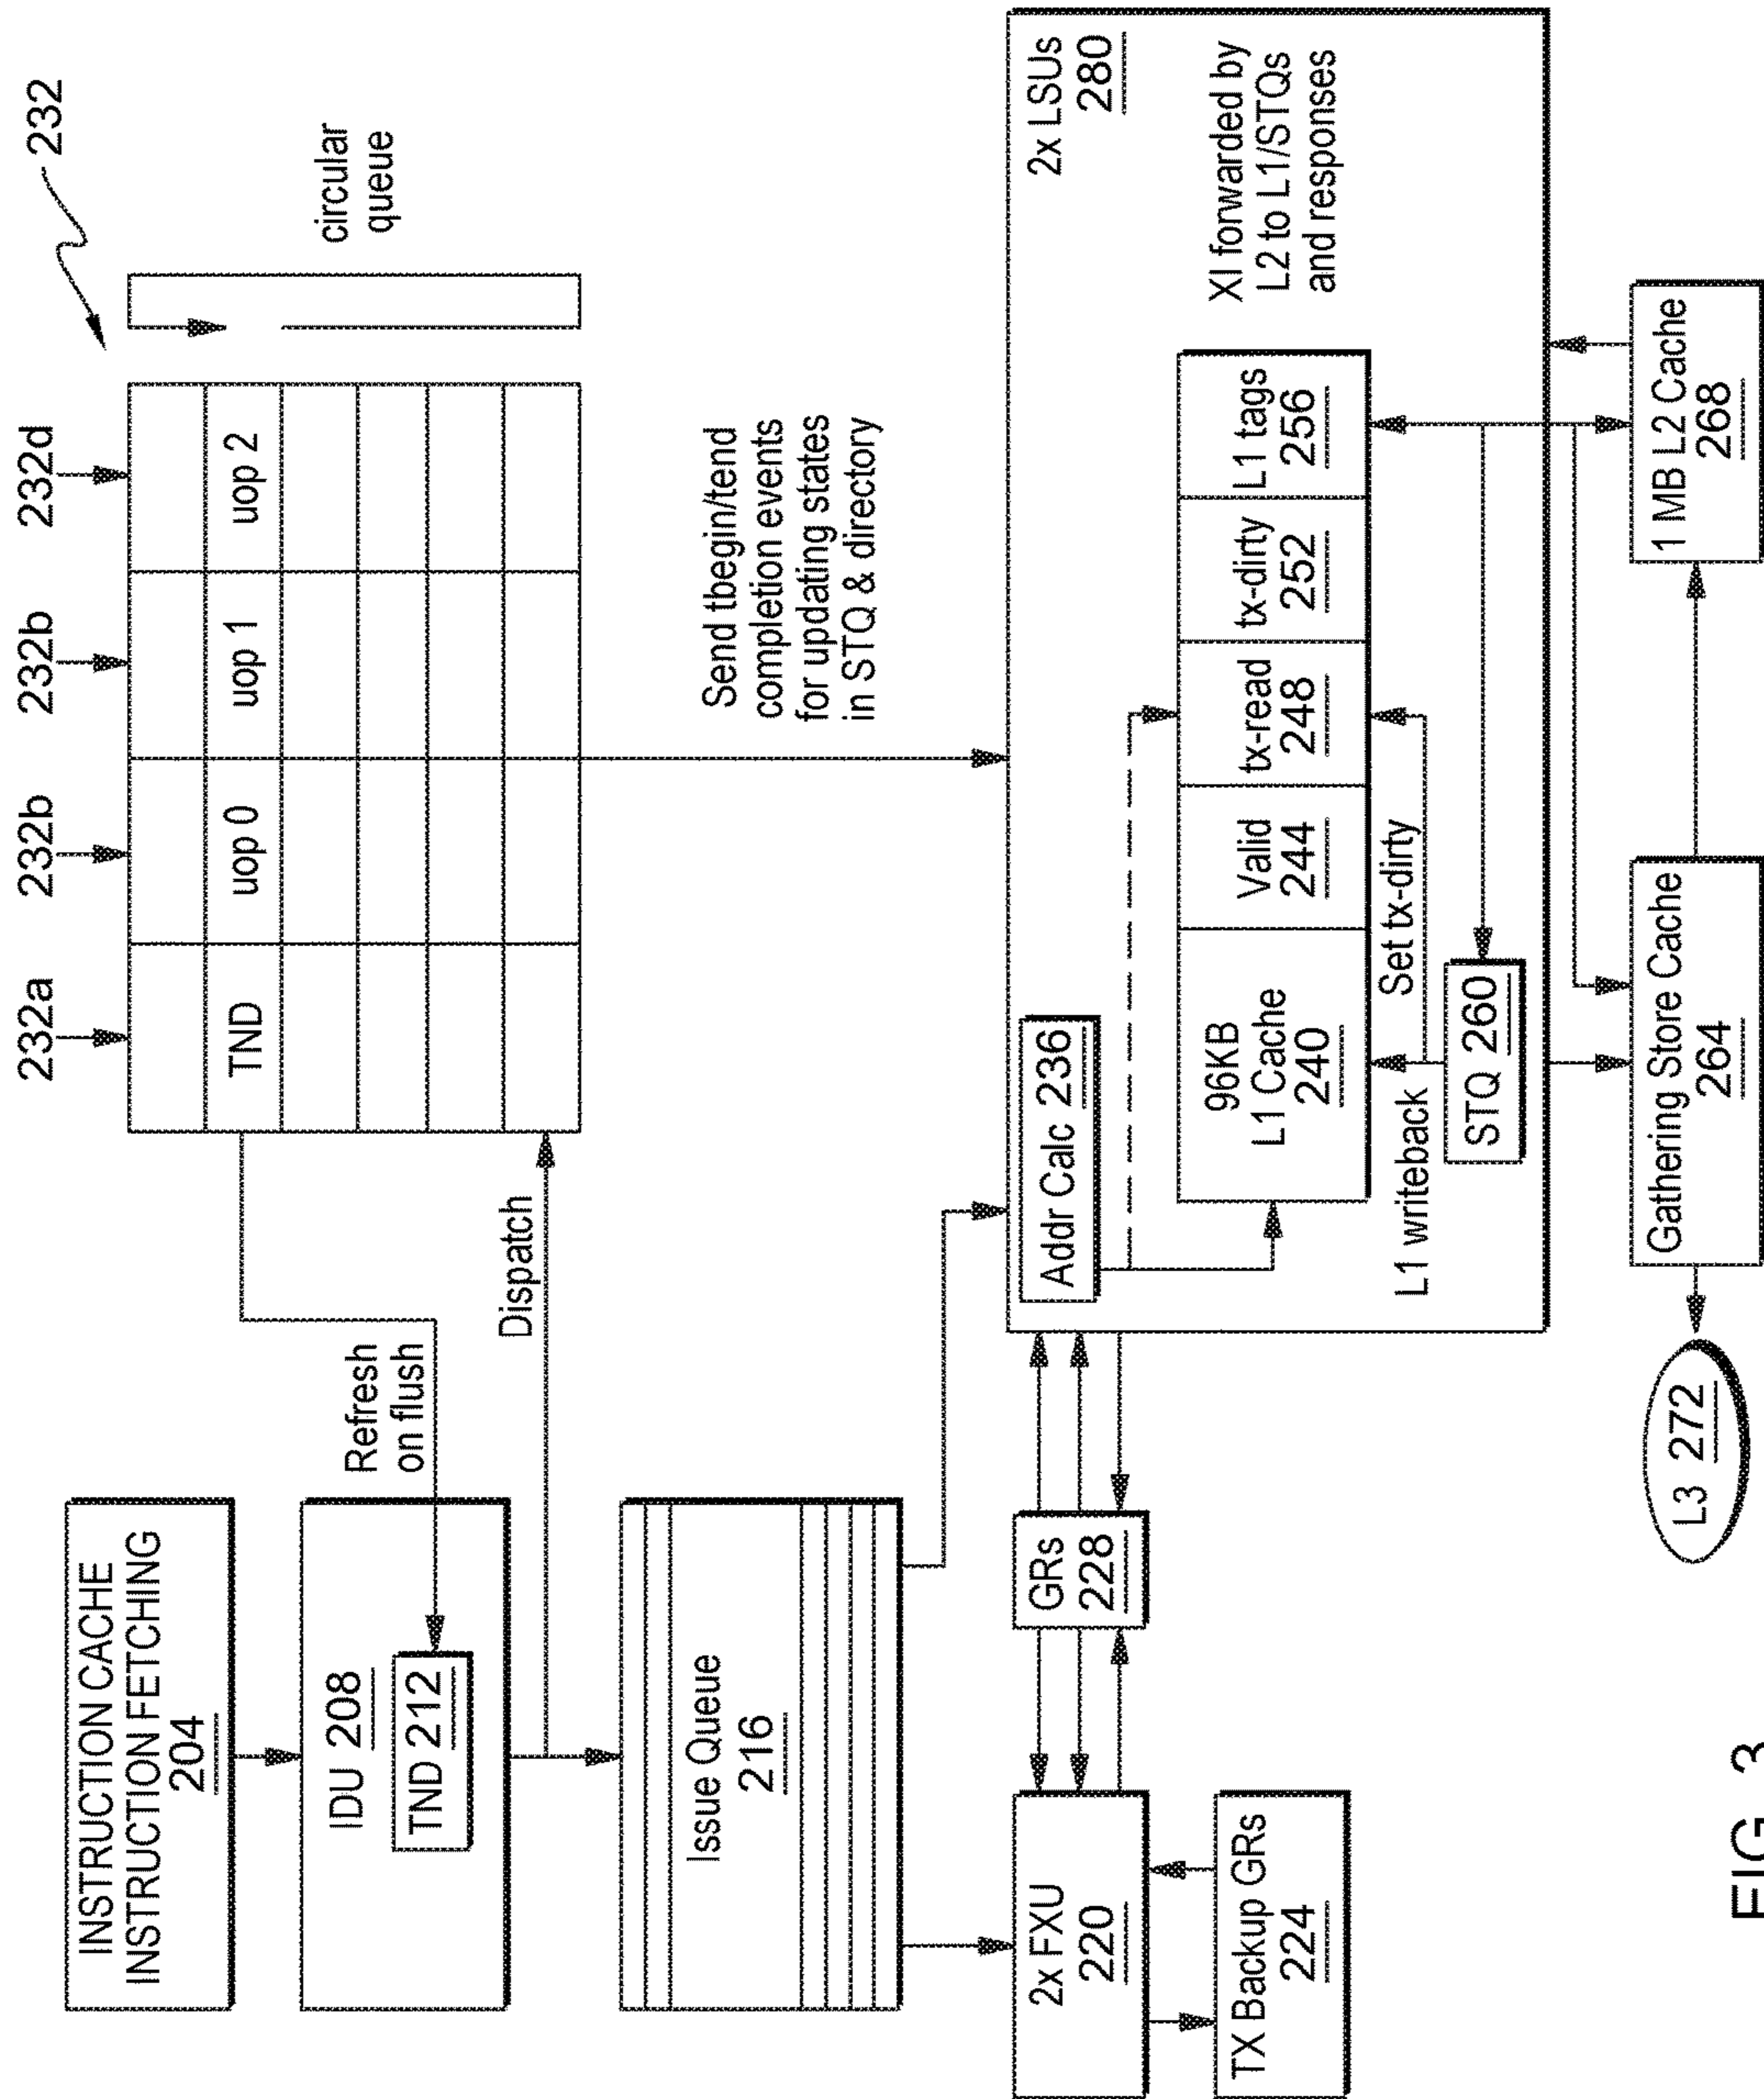 INSTRUCTION CACHE
INSTRUCTION FETCHING
204
IDU 208
TND 212
Refresh
on flush
Dispatch
Issue Queue
216
232a
232b
232b
232d
232
TND
uop 0
uop 1
uop 2
circular
queue
Send tbegin/tend
completion events
for updating states
in STQ & directory
2x FXU
220
TX Backup GRs
224
GRs
228
2x LSUs
280
Addr Calc 236
96KB
L1 Cache
240
Valid
244
tx-read
248
tx-dirty
252
L1 tags
256
XI forwarded by
L2 to L1/STQs
and responses
L1 writeback
Set tx-dirty
STQ 260
L3 272
Gathering Store Cache
264
1 MB L2 Cache
268
FIG. 3